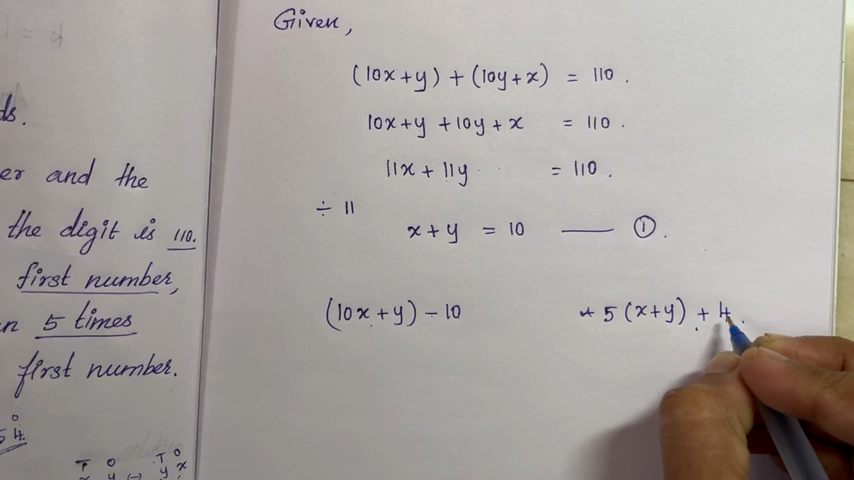 ds.
er and the
the digit is 110.
first number,
n 5 times
first number.
54.
T O T O
x y y x
Given,
(10x+y) + (10y+x) = 110.
10x+y +10y+x = 110.
11x + 11y = 110.
÷ 11
x+y = 10 —— ①.
(10x+y) - 10 5(x+y) + 4